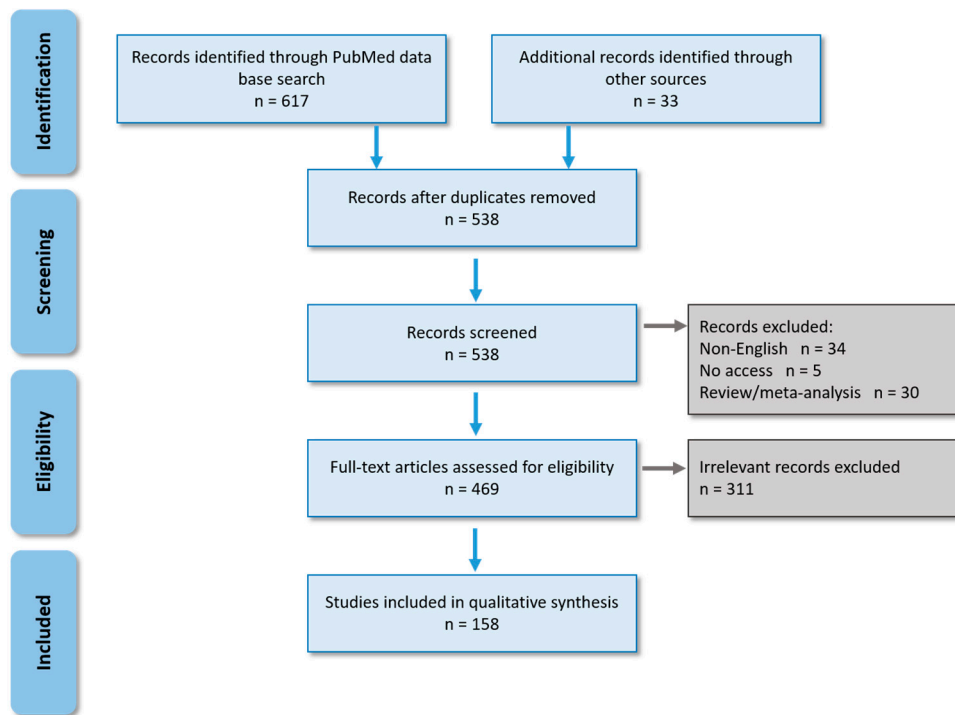 Identification
Records identified through PubMed data
base search
n = 617
Additional records identified through
other sources
n = 33
Screening
Records after duplicates removed
n = 538
Records screened
n = 538
Records excluded:
Non-English n = 34
No access n = 5
Review/meta-analysis n = 30
Eligibility
Full-text articles assessed for eligibility
n = 469
Irrelevant records excluded
n = 311
Included
Studies included in qualitative synthesis
n = 158